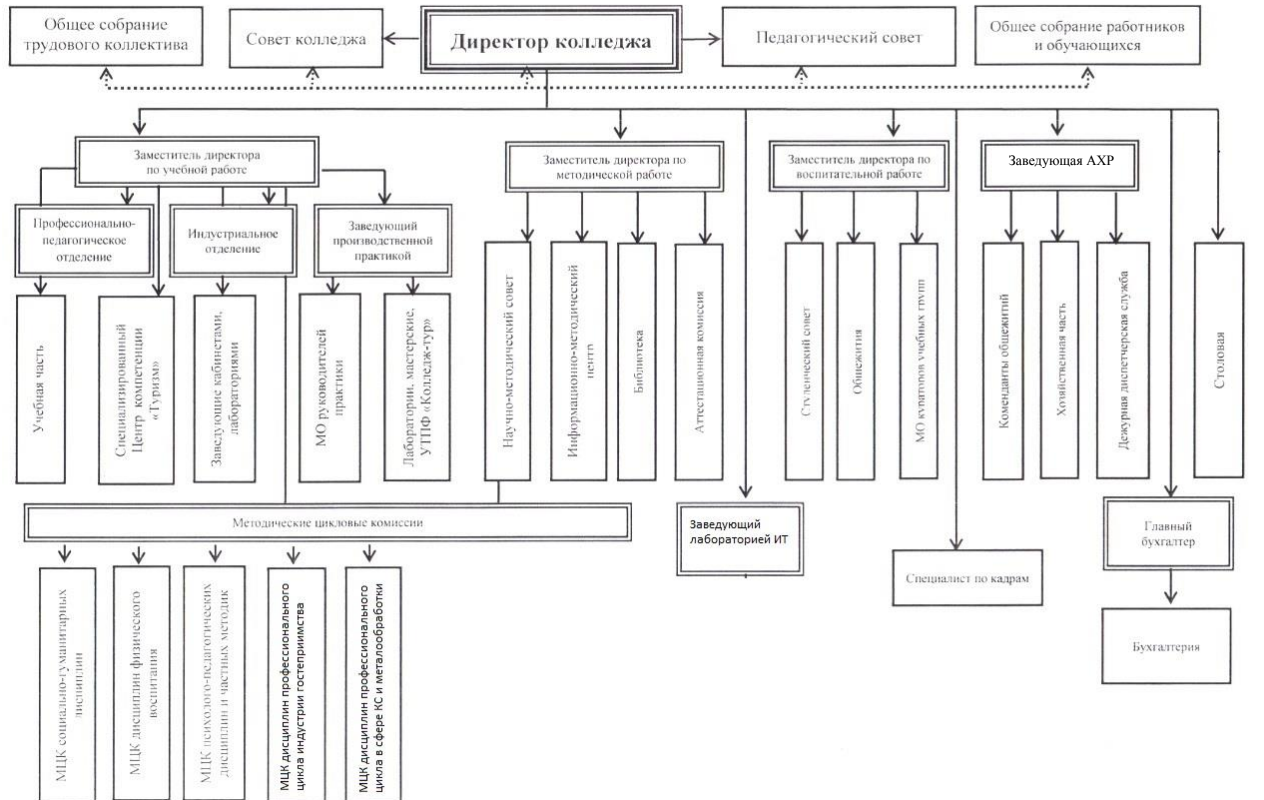 Общее собрание
трудового коллектива
Совет колледжа
Директор колледжа
Педагогический совет
Общее собрание работников
и обучающихся
Заместитель директора
по учебной работе
Заместитель директора по
методической работе
Заместитель директора по
воспитательной работе
Заведующая АХР
Профессионально-
педагогическое
отделение
Индустриальное
отделение
Заведующий
производственной
практикой
Учебная часть
Специализированный
Центр компетенции
«Туризм»
Заведующие кабинетами,
лабораториями
МО руководителей
практики
Лаборатории, мастерские,
УТПФ «Колледж-тур»
Научно-методический совет
Информационно-методический
центр
Библиотека
Аттестационная комиссия
Студенческий совет
Общежития
МО кураторов учебных групп
Коменданты общежитий
Хозяйственная часть
Дежурная диспетчерская служба
Столовая
Методические цикловые комиссии
Заведующий
лабораторией ИТ
Специалист по кадрам
Главный
бухгалтер
Бухгалтерия
МЦК социально-гуманитарных
дисциплин
МЦК дисциплин физического
воспитания
МЦК психолого-педагогических
дисциплин и частных методик
МЦК дисциплин профессионального
цикла индустрии гостеприимства
МЦК дисциплин профессионального
цикла в сфере КС и металообработки